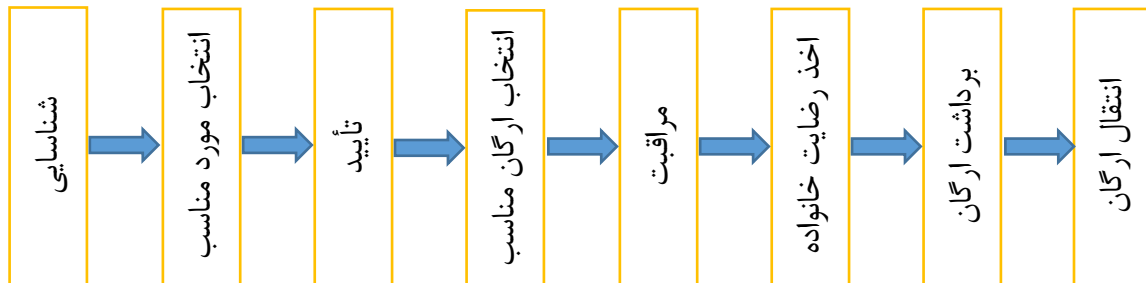 شناسایی
انتخاب مورد مناسب
تأیید
انتخاب ارگان مناسب
مراقبت
اخذ رضایت خانواده
برداشت ارگان
انتقال ارگان